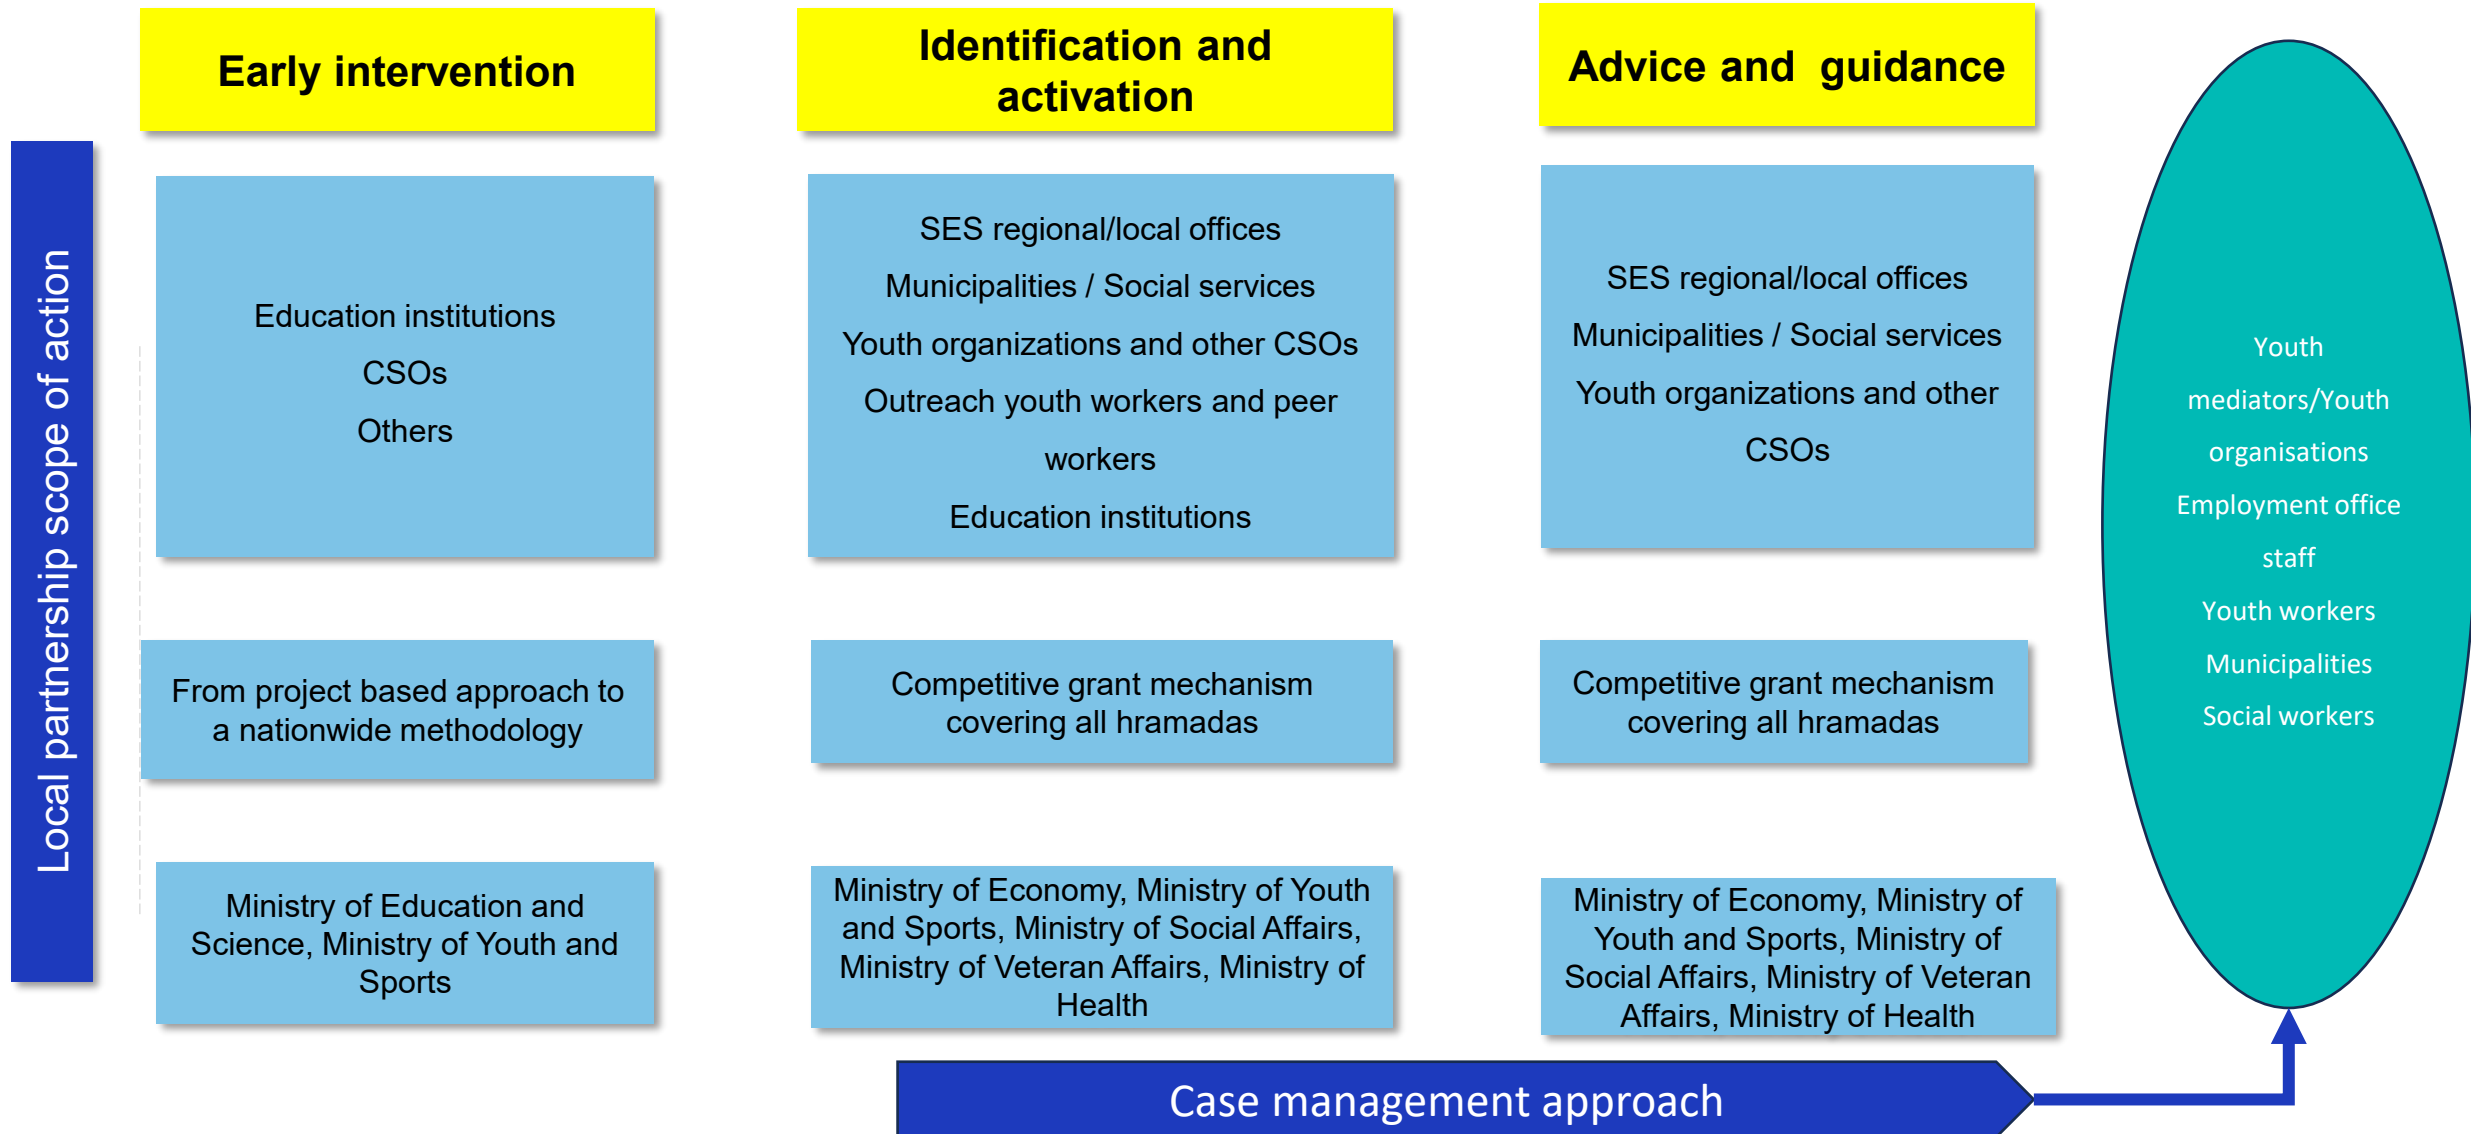 Early intervention
Identification and
activation
Advice and guidance
Local partnership scope of action
Education institutions
CSOs
Others
SES regional/local offices
Municipalities / Social services
Youth organizations and other CSOs
Outreach youth workers and peer
workers
Education institutions
SES regional/local offices
Municipalities / Social services
Youth organizations and other
CSOs
Youth
mediators/Youth
organisations
Employment office
staff
Youth workers
Municipalities
Social workers
From project based approach to
a nationwide methodology
Competitive grant mechanism
covering all hramadas
Competitive grant mechanism
covering all hramadas
Ministry of Education and
Science, Ministry of Youth and
Sports
Ministry of Economy, Ministry of Youth
and Sports, Ministry of Social Affairs,
Ministry of Veteran Affairs, Ministry of
Health
Ministry of Economy, Ministry of
Youth and Sports, Ministry of
Social Affairs, Ministry of Veteran
Affairs, Ministry of Health
Case management approach